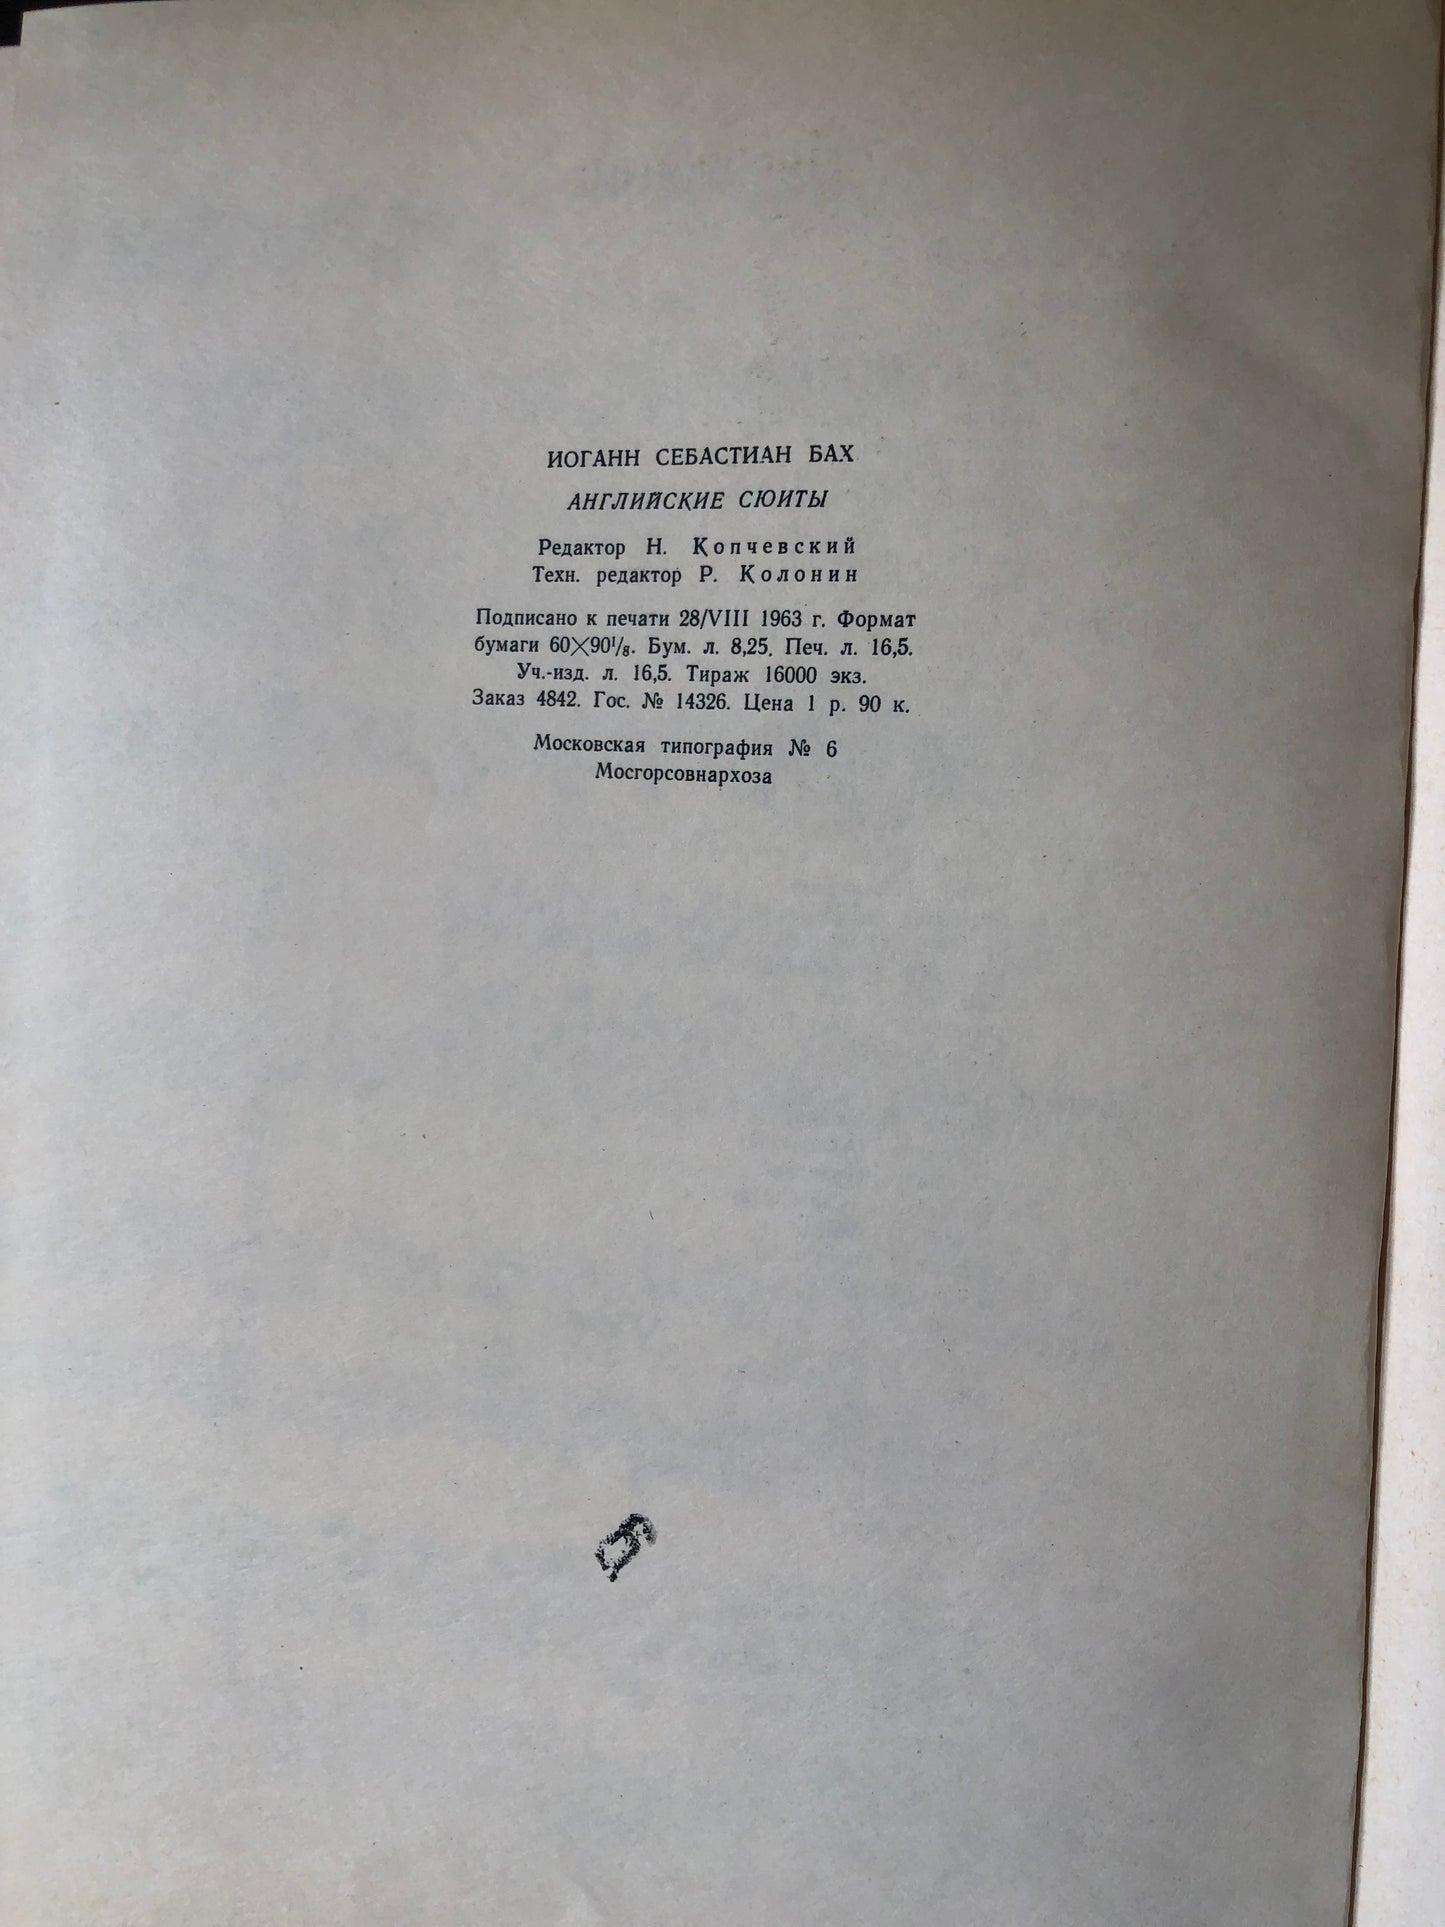 ИОГАНН СЕБАСТИАН БАХ
АНГЛИЙСКИЕ СЮИТЫ
Редактор Н. Копчевский
Техн. редактор Р. Колонин
Подписано к печати 28/VIII 1963 г. Формат
бумаги 60×90¹/₈. Бум. л. 8,25. Печ. л. 16,5.
Уч.-изд. л. 16,5. Тираж 16000 экз.
Заказ 4842. Гос. № 14326. Цена 1 р. 90 к.
Московская типография № 6
Мосгорсовнархоза